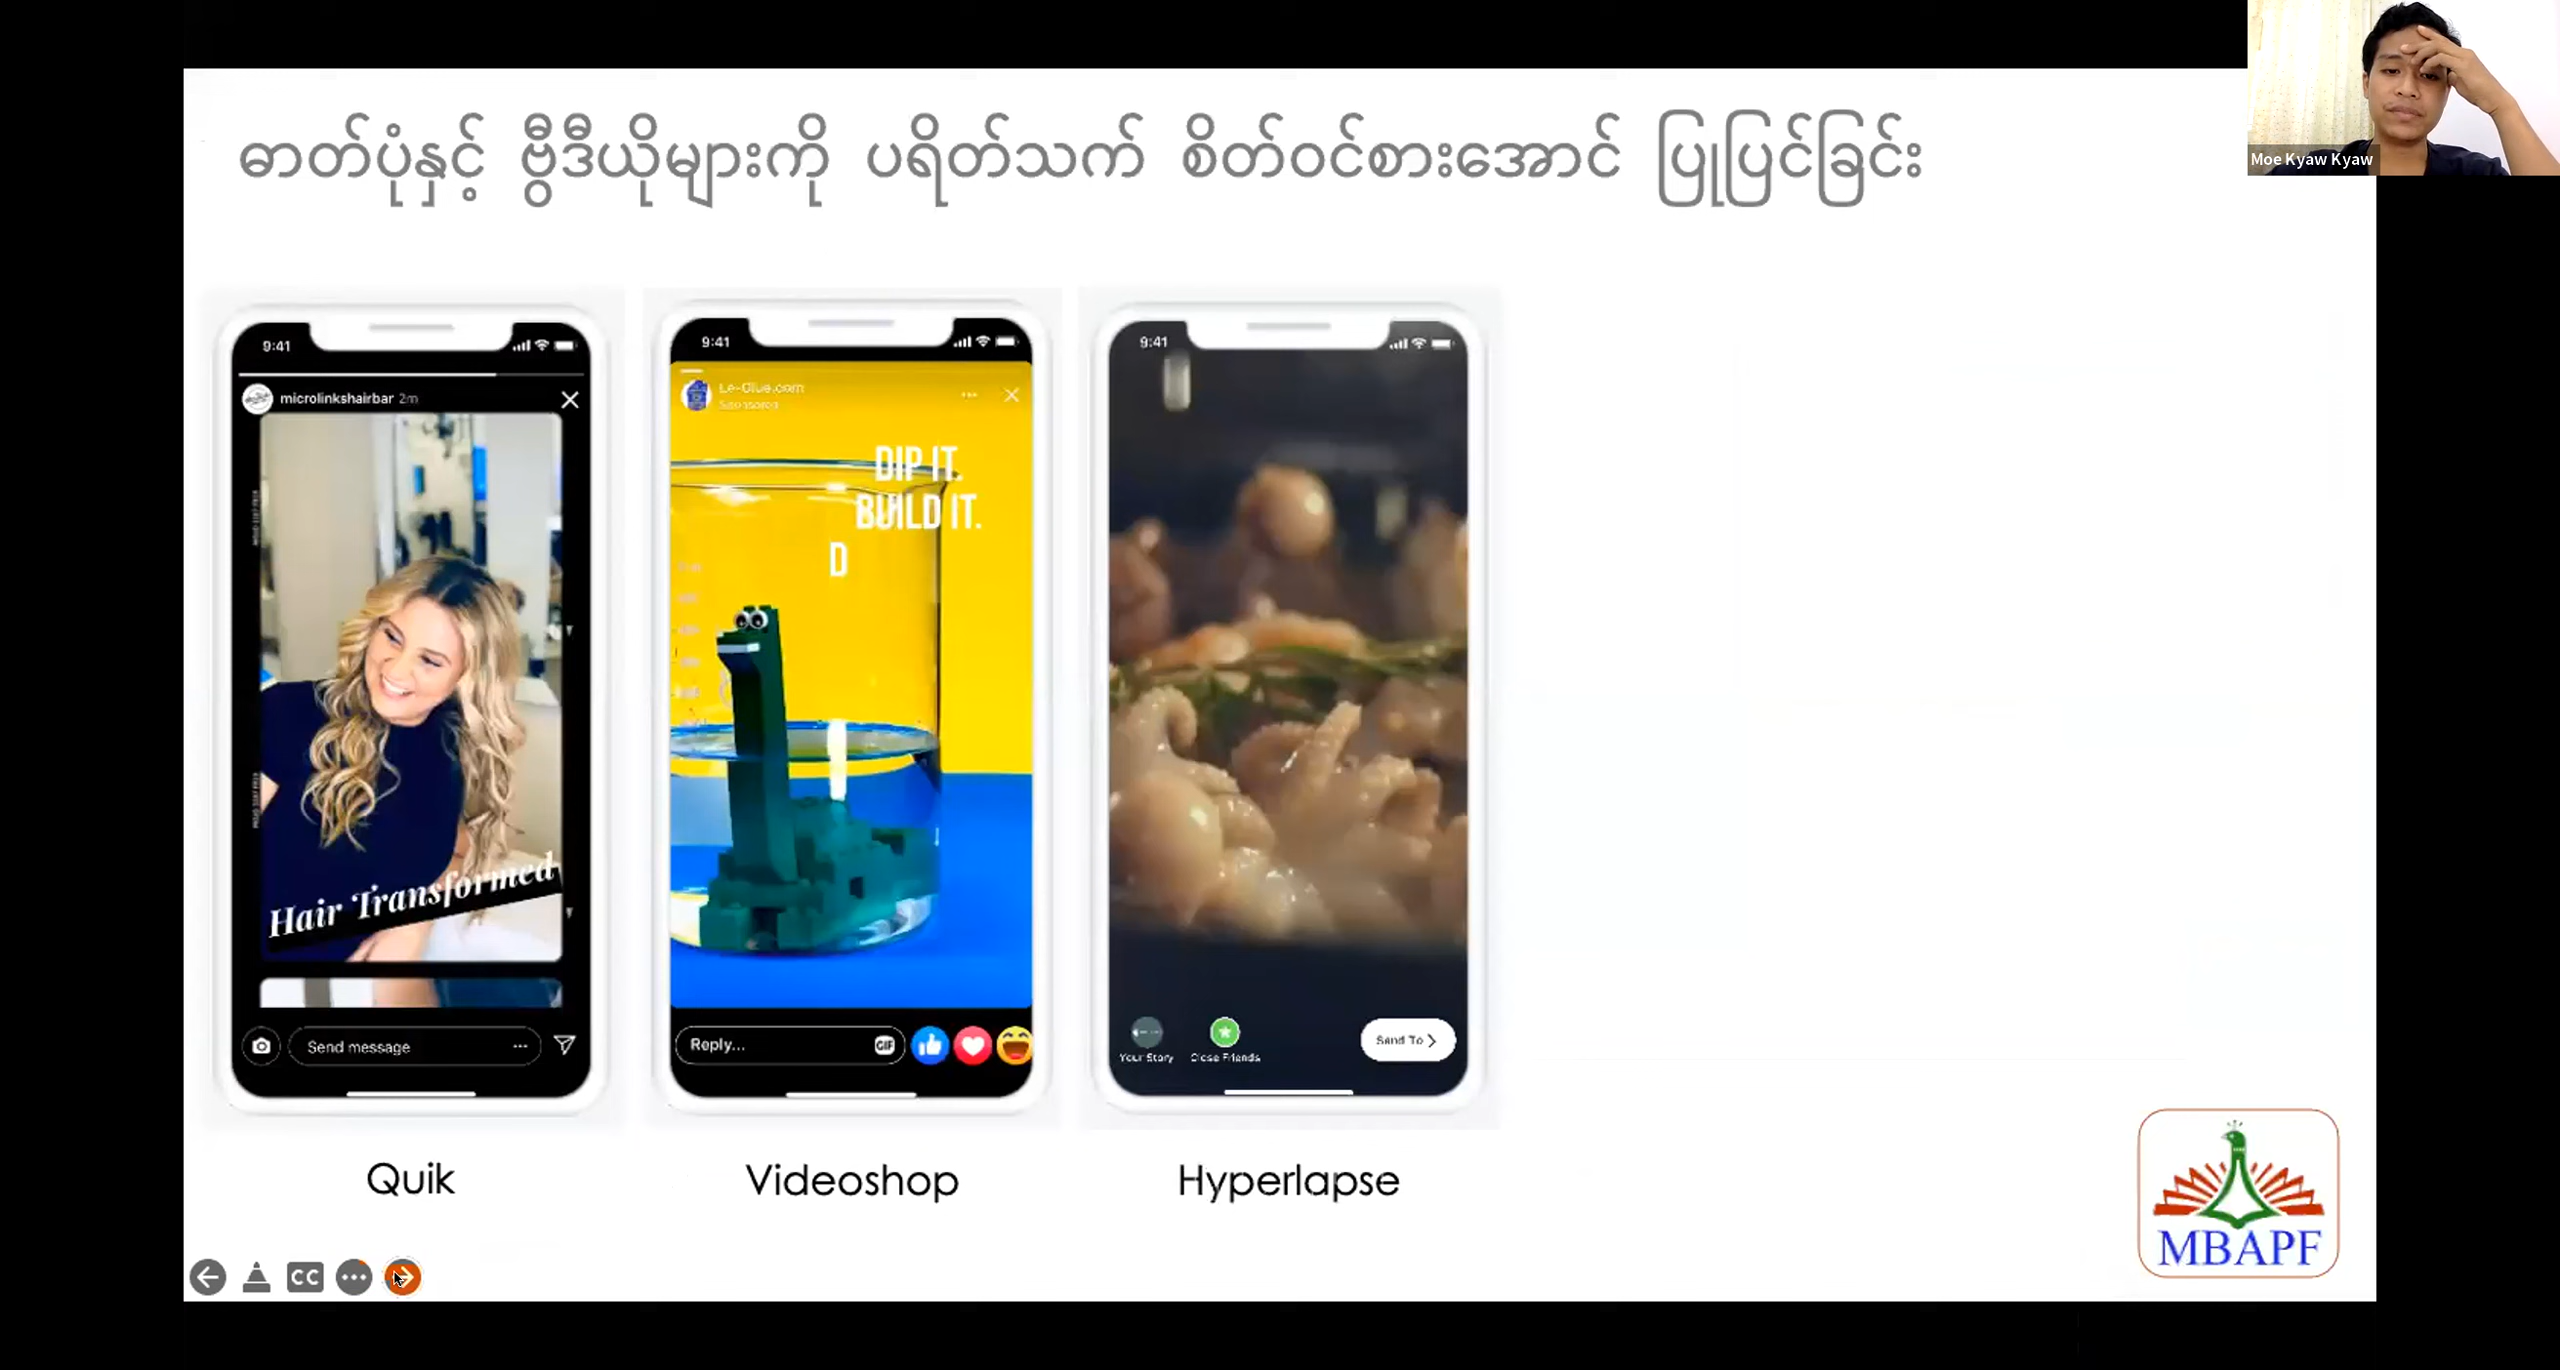 ဓာတ်ပုံနှင့် ဗွီဒီယိုများကို ပရိတ်သက် စိတ်ဝင်စားအောင် ပြုပြင်ခြင်း
Moe Kyaw Kyaw
9:41
microlinkshairbar 2m
Hair Transformed
Send message
Quik
9:41
Le-Glue.com
Sponsored
DIP IT.
BUILD IT.
D
Reply...
GIF
Videoshop
9:41
Your Story
Close Friends
Send To
Hyperlapse
MBAPF
CC